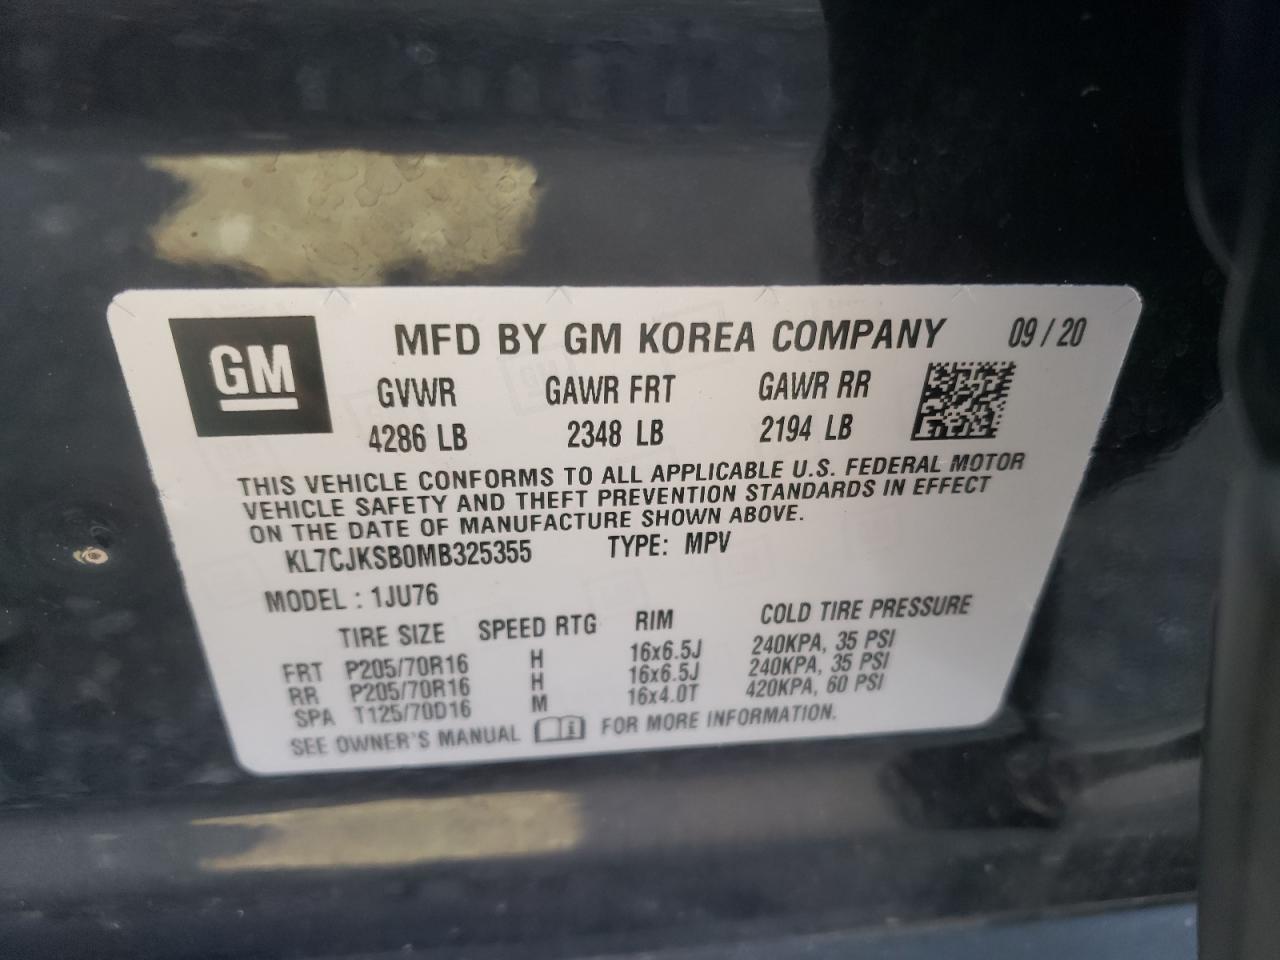 GM
MFD BY GM KOREA COMPANY 09 / 20
GVWR GAWR FRT GAWR RR
4286 LB 2348 LB 2194 LB
THIS VEHICLE CONFORMS TO ALL APPLICABLE U.S. FEDERAL MOTOR
VEHICLE SAFETY AND THEFT PREVENTION STANDARDS IN EFFECT
ON THE DATE OF MANUFACTURE SHOWN ABOVE.
KL7CJKSB0MB325355 TYPE: MPV
MODEL : 1JU76
TIRE SIZE SPEED RTG RIM COLD TIRE PRESSURE
FRT P205/70R16 H 16x6.5J 240KPA, 35 PSI
RR P205/70R16 H 16x6.5J 240KPA, 35 PSI
SPA T125/70D16 M 16x4.0T 420KPA, 60 PSI
SEE OWNER'S MANUAL FOR MORE INFORMATION.